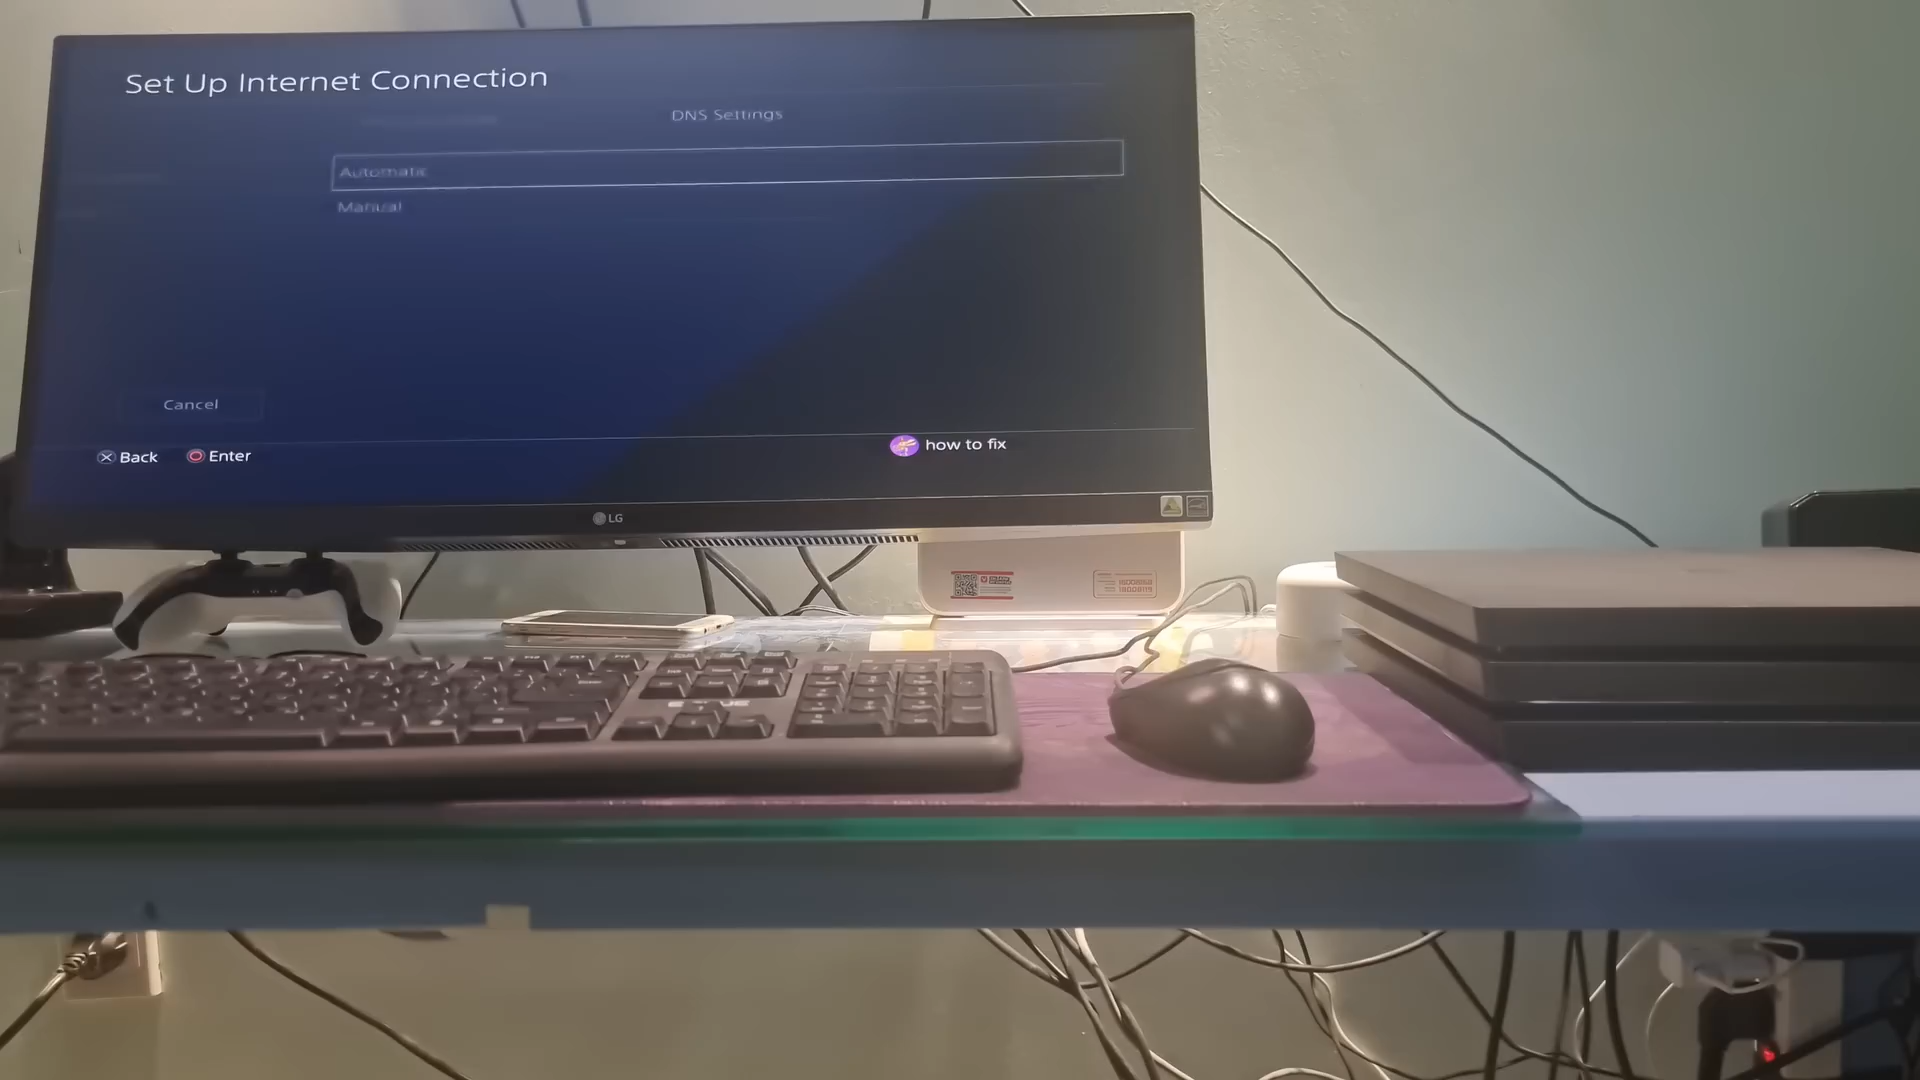 Set Up Internet Connection
DNS Settings
Automatic
Manual
Cancel
Back
Enter
how to fix
LG